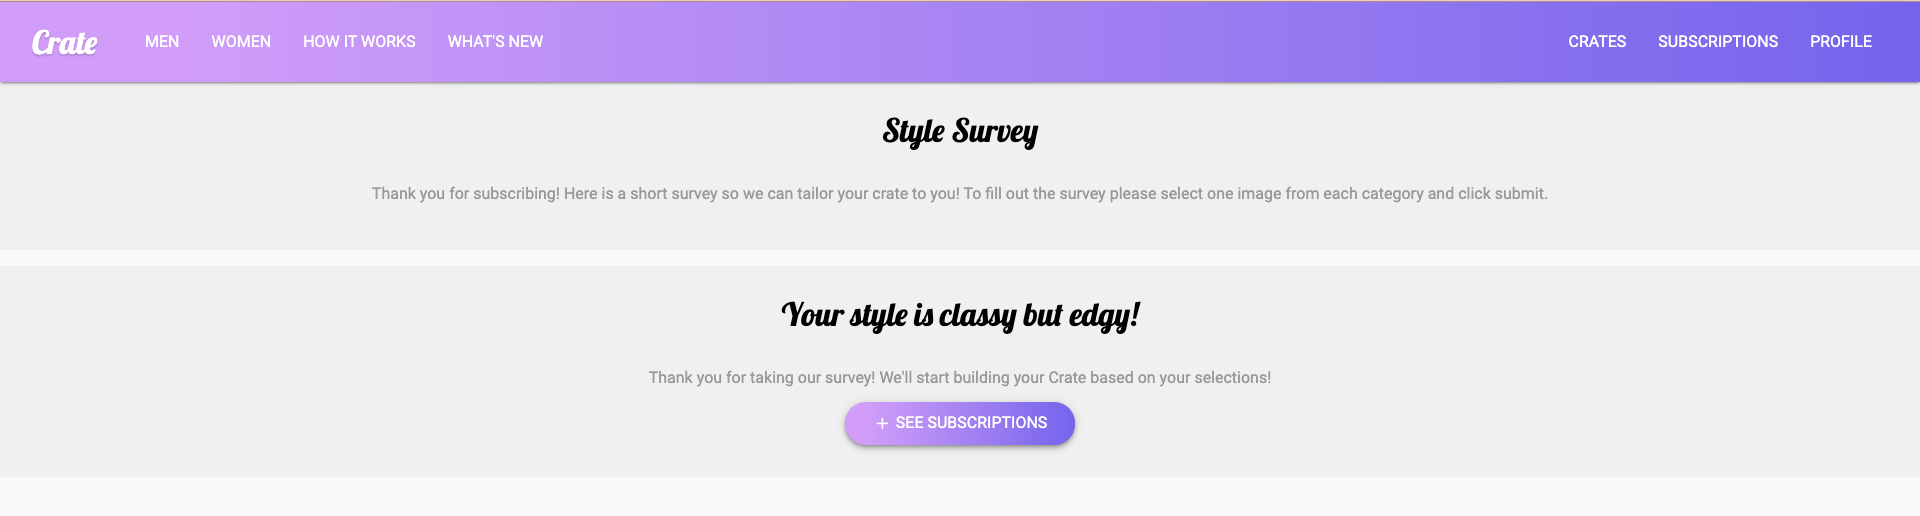 Crate MEN WOMEN HOW IT WORKS WHAT'S NEW CRATES SUBSCRIPTIONS PROFILE
Style Survey
Thank you for subscribing! Here is a short survey so we can tailor your crate to you! To fill out the survey please select one image from each category and click submit.
Your style is classy but edgy!
Thank you for taking our survey! We'll start building your Crate based on your selections!
+ SEE SUBSCRIPTIONS